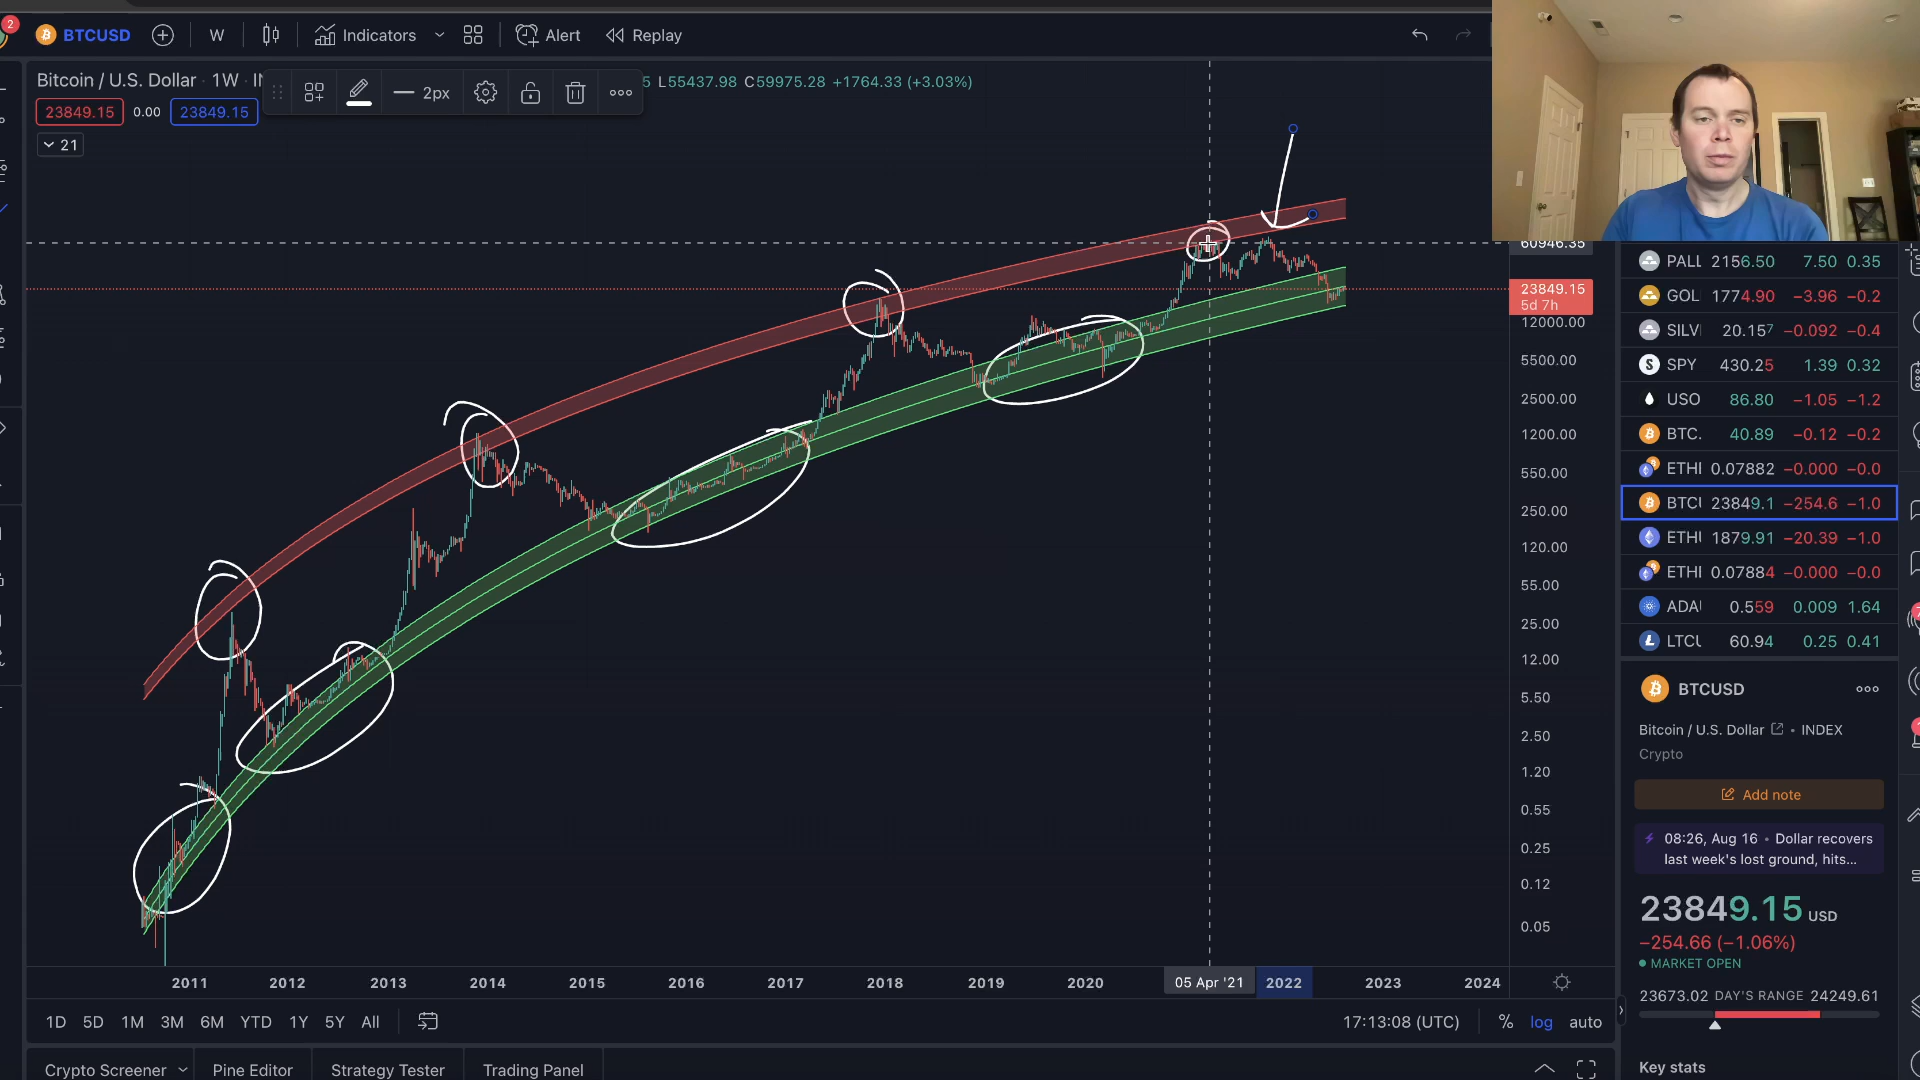 2
BTCUSD W Indicators Alert Replay
Bitcoin / U.S. Dollar · 1W · IN
2px
5 L55437.98 C59975.28 +1764.33 (+3.03%)
23849.15 0.00 23849.15
21
60946.35
23849.15
5d 7h
12000.00
5500.00
2500.00
1200.00
550.00
250.00
120.00
55.00
25.00
12.00
5.50
2.50
1.20
0.55
0.25
0.12
0.05
2011 2012 2013 2014 2015 2016 2017 2018 2019 2020 05 Apr '21 2022 2023 2024
1D 5D 1M 3M 6M YTD 1Y 5Y All
17:13:08 (UTC) % log auto
Crypto Screener Pine Editor Strategy Tester Trading Panel
PALL 2156.50 7.50 0.35
GOL 1774.90 −3.96 −0.2
SILV 20.157 −0.092 −0.4
SPY 430.25 1.39 0.32
USO 86.80 −1.05 −1.2
BTC. 40.89 −0.12 −0.2
ETHI 0.07882 −0.000 −0.0
BTCU 23849.1 −254.6 −1.0
ETHU 1879.91 −20.39 −1.0
ETHI 0.07884 −0.000 −0.0
ADAU 0.559 0.009 1.64
LTCU 60.94 0.25 0.41
BTCUSD
Bitcoin / U.S. Dollar • INDEX
Crypto
Add note
08:26, Aug 16 • Dollar recovers
last week's lost ground, hits...
23849.15 USD
−254.66 (−1.06%)
MARKET OPEN
23673.02 DAY'S RANGE 24249.61
Key stats